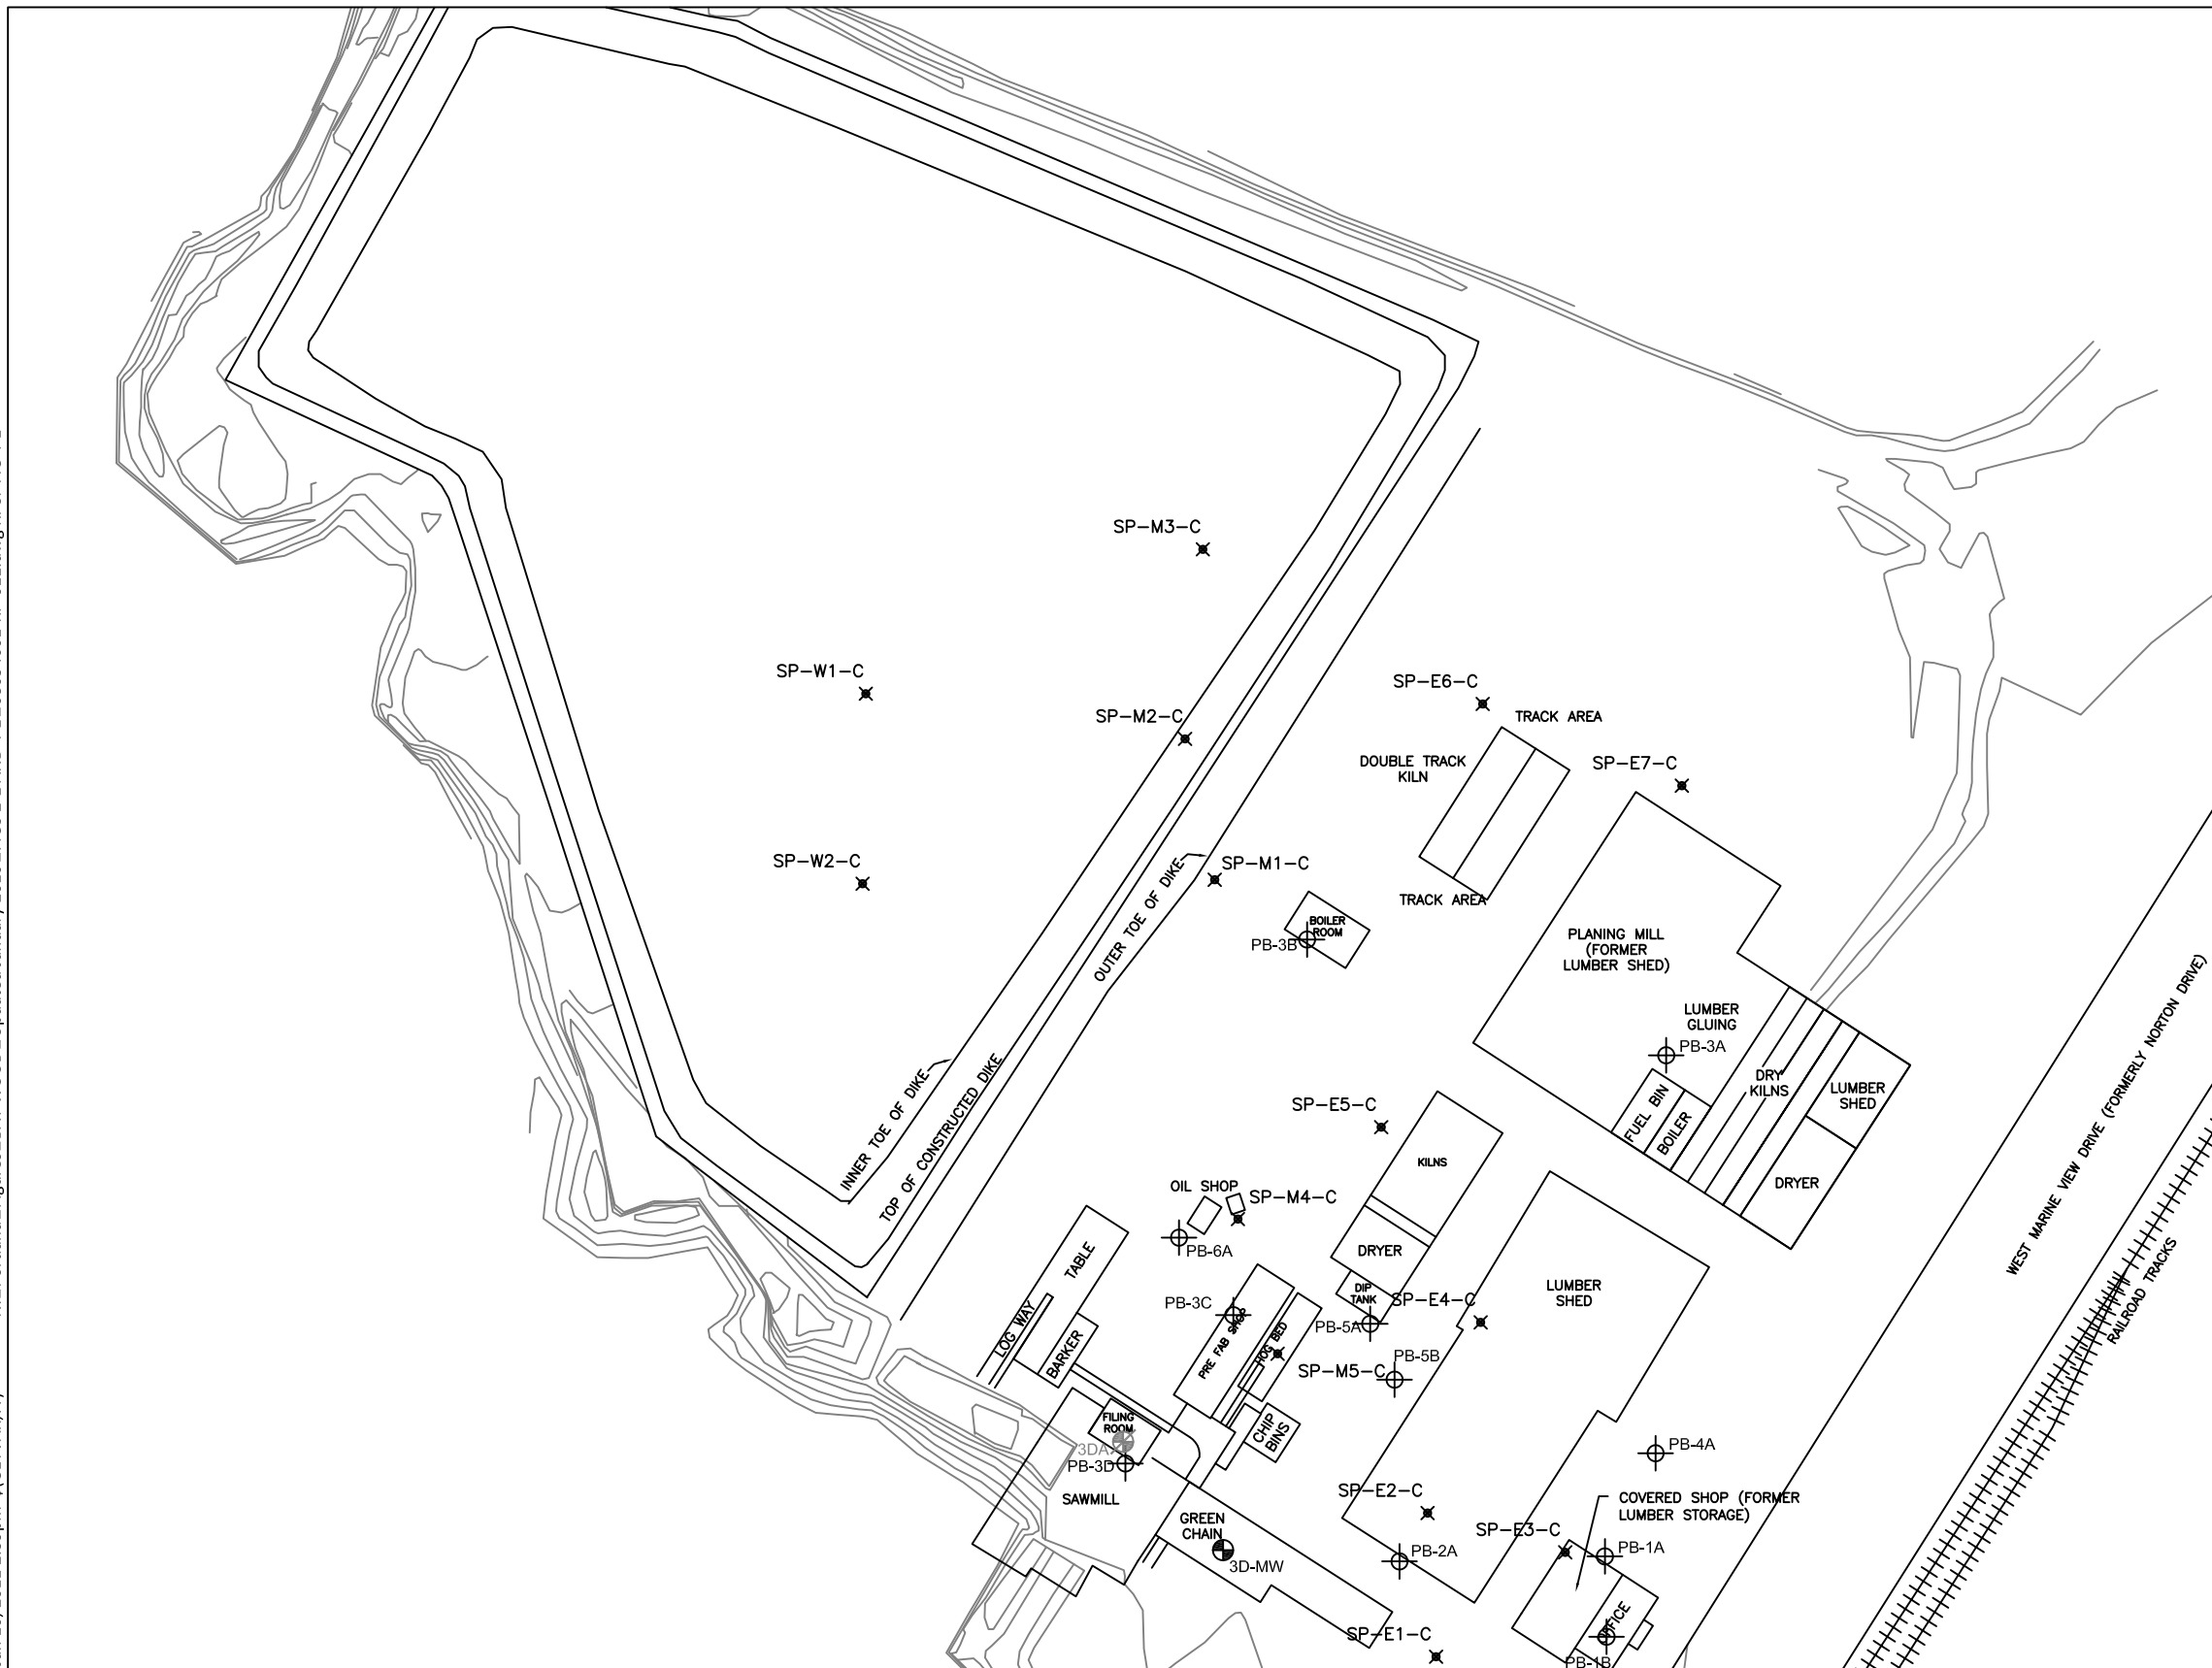 SP-M3-C
SP-W1-C
SP-E6-C
SP-M2-C
TRACK AREA
DOUBLE TRACK
KILN
SP-E7-C
SP-W2-C
SP-M1-C
OUTER TOE OF DIKE
TRACK AREA
BOILER
ROOM
PB-3B
PLANING MILL
(FORMER
LUMBER SHED)
LUMBER
GLUING
PB-3A
WEST MARINE VIEW DRIVE (FORMERLY NORTON DRIVE)
INNER TOE OF DIKE
TOP OF CONSTRUCTED DIKE
DRY
KILNS
LUMBER
SHED
FUEL BIN
BOILER
SP-E5-C
KILNS
DRYER
OIL SHOP
SP-M4-C
PB-6A
TABLE
DRYER
LUMBER
SHED
RAILROAD TRACKS
DIP
TANK
SP-E4-C
PB-3C
PB-5A
LOG WAY
BARKER
PRE FAB SHOP
HOG BED
SP-M5-C
PB-5B
FILING
ROOM
3DA
PB-3D
CHIP
BINS
PB-4A
SAWMILL
SP-E2-C
COVERED SHOP (FORMER
LUMBER STORAGE)
GREEN
CHAIN
SP-E3-C
PB-1A
PB-2A
3D-MW
OFFICE
SP-E1-C
PB-1B